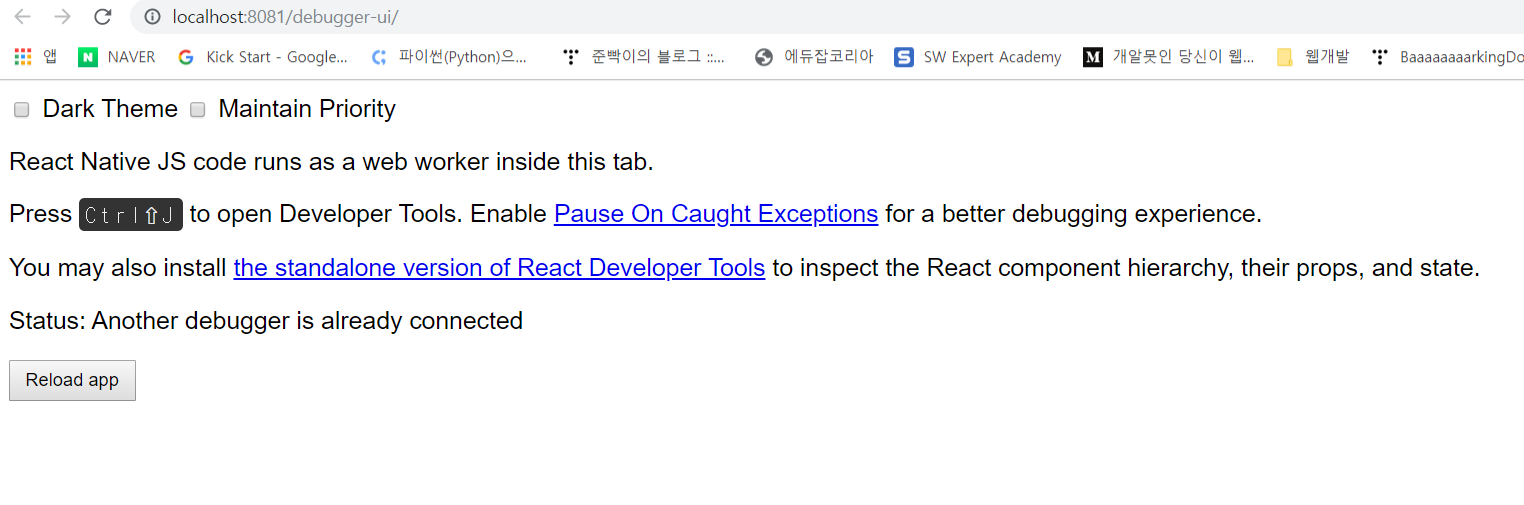 localhost:8081/debugger-ui/
앱 NAVER Kick Start - Google... 파이썬(Python)으... 준빡이의 블로그 ::... 에듀잡코리아 SW Expert Academy 개알못인 당신이 웹... 웹개발 BaaaaaaaarkingDo
Dark Theme Maintain Priority
React Native JS code runs as a web worker inside this tab.
Press Ctrl⇧J to open Developer Tools. Enable Pause On Caught Exceptions for a better debugging experience.
You may also install the standalone version of React Developer Tools to inspect the React component hierarchy, their props, and state.
Status: Another debugger is already connected
Reload app